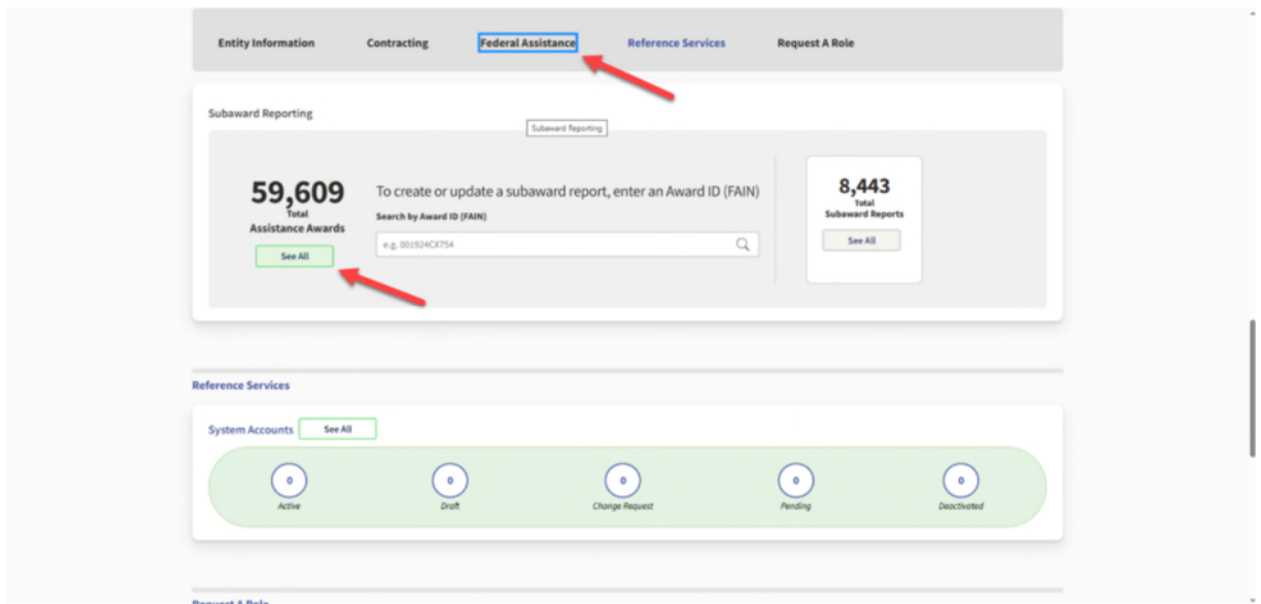 Entity Information Contracting Federal Assistance Reference Services Request A Role
Subaward Reporting
Subaward Reporting
59,609
Total
Assistance Awards
See All
To create or update a subaward report, enter an Award ID (FAIN)
Search by Award ID (FAIN)
e.g. 001924CX754
8,443
Total
Subaward Reports
See All
Reference Services
System Accounts See All
0 0 0 0 0
Active Draft Change Request Pending Deactivated
Request A Role